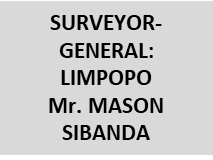 SURVEYOR-
GENERAL:
LIMPOPO
Mr. MASON
SIBANDA